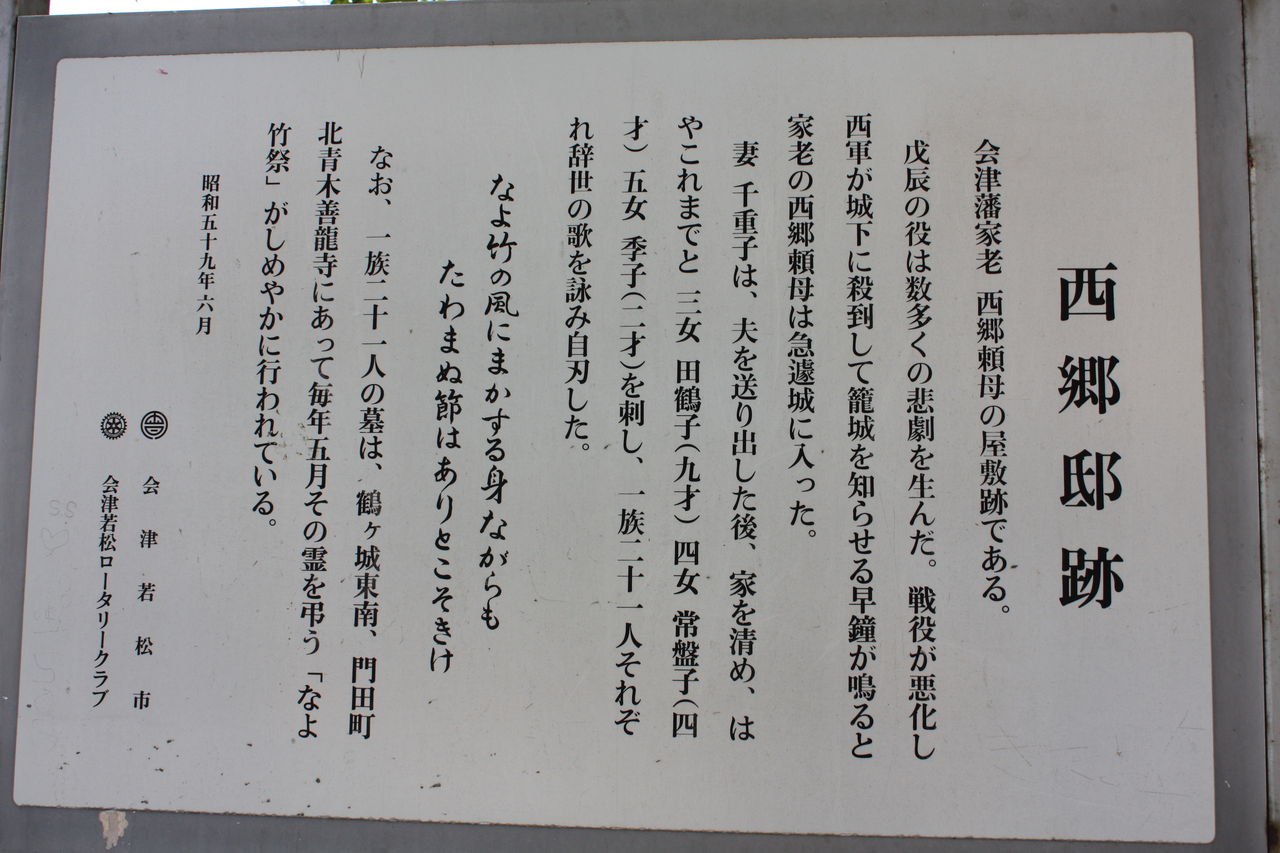 西郷邸跡
会津藩家老 西郷頼母の屋敷跡である。
戊辰の役は数多くの悲劇を生んだ。戦役が悪化し
西軍が城下に殺到して籠城を知らせる早鐘が鳴ると
家老の西郷頼母は急遽城に入った。
妻 千重子は、夫を送り出した後、家を清め、は
やこれまでと 三女 田鶴子(九才) 四女 常盤子(四
才) 五女 季子(二才)を刺し、一族二十一人それぞ
れ辞世の歌を詠み自刃した。
なよ竹の風にまかする身ながらも
たわまぬ節はありとこそきけ
なお、一族二十一人の墓は、鶴ヶ城東南、門田町
北青木善龍寺にあって毎年五月その霊を弔う「なよ
竹祭」がしめやかに行われている。
昭和五十九年六月
会津若松市
会津若松ロータリークラブ